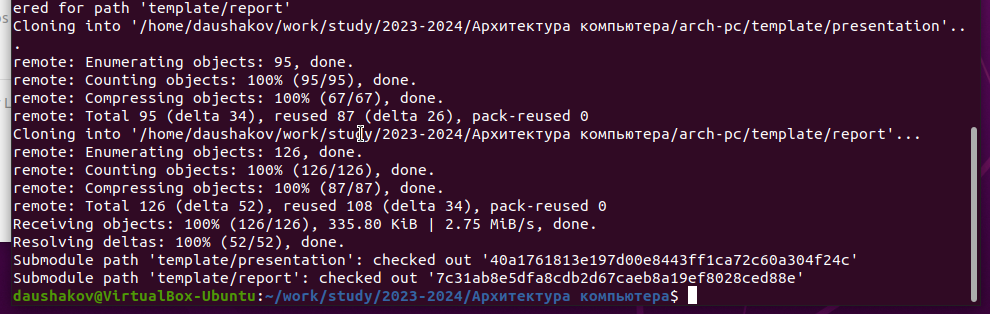 ered for path 'template/report'
Cloning into '/home/daushakov/work/study/2023-2024/Архитектура компьютера/arch-pc/template/presentation'..
.
remote: Enumerating objects: 95, done.
remote: Counting objects: 100% (95/95), done.
remote: Compressing objects: 100% (67/67), done.
remote: Total 95 (delta 34), reused 87 (delta 26), pack-reused 0
Cloning into '/home/daushakov/work/study/2023-2024/Архитектура компьютера/arch-pc/template/report'...
remote: Enumerating objects: 126, done.
remote: Counting objects: 100% (126/126), done.
remote: Compressing objects: 100% (87/87), done.
remote: Total 126 (delta 52), reused 108 (delta 34), pack-reused 0
Receiving objects: 100% (126/126), 335.80 KiB | 2.75 MiB/s, done.
Resolving deltas: 100% (52/52), done.
Submodule path 'template/presentation': checked out '40a1761813e197d00e8443ff1ca72c60a304f24c'
Submodule path 'template/report': checked out '7c31ab8e5dfa8cdb2d67caeb8a19ef8028ced88e'
daushakov@VirtualBox-Ubuntu:~/work/study/2023-2024/Архитектура компьютера$